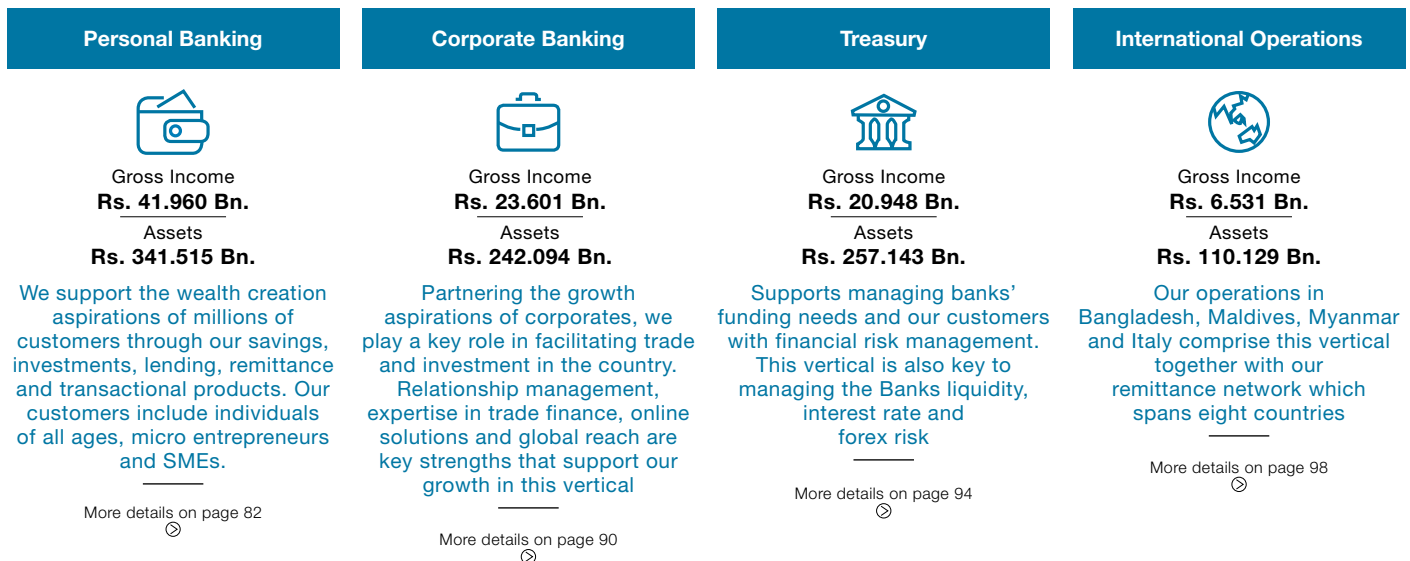 Personal Banking
Gross Income
Rs. 41.960 Bn.
Assets
Rs. 341.515 Bn.
We support the wealth creation
aspirations of millions of
customers through our savings,
investments, lending, remittance
and transactional products. Our
customers include individuals
of all ages, micro entrepreneurs
and SMEs.
More details on page 82
Corporate Banking
Gross Income
Rs. 23.601 Bn.
Assets
Rs. 242.094 Bn.
Partnering the growth
aspirations of corporates, we
play a key role in facilitating trade
and investment in the country.
Relationship management,
expertise in trade finance, online
solutions and global reach are
key strengths that support our
growth in this vertical
More details on page 90
Treasury
Gross Income
Rs. 20.948 Bn.
Assets
Rs. 257.143 Bn.
Supports managing banks’
funding needs and our customers
with financial risk management.
This vertical is also key to
managing the Banks liquidity,
interest rate and
forex risk
More details on page 94
International Operations
Gross Income
Rs. 6.531 Bn.
Assets
Rs. 110.129 Bn.
Our operations in
Bangladesh, Maldives, Myanmar
and Italy comprise this vertical
together with our
remittance network which
spans eight countries
More details on page 98